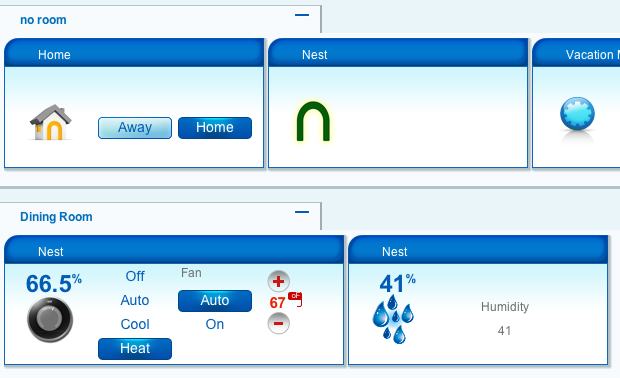 no room
Home
Nest
Vacation
Away
Home
Dining Room
Nest
66.5%
Off
Auto
Cool
Heat
Fan
Auto
On
67 °F
Nest
41%
Humidity
41